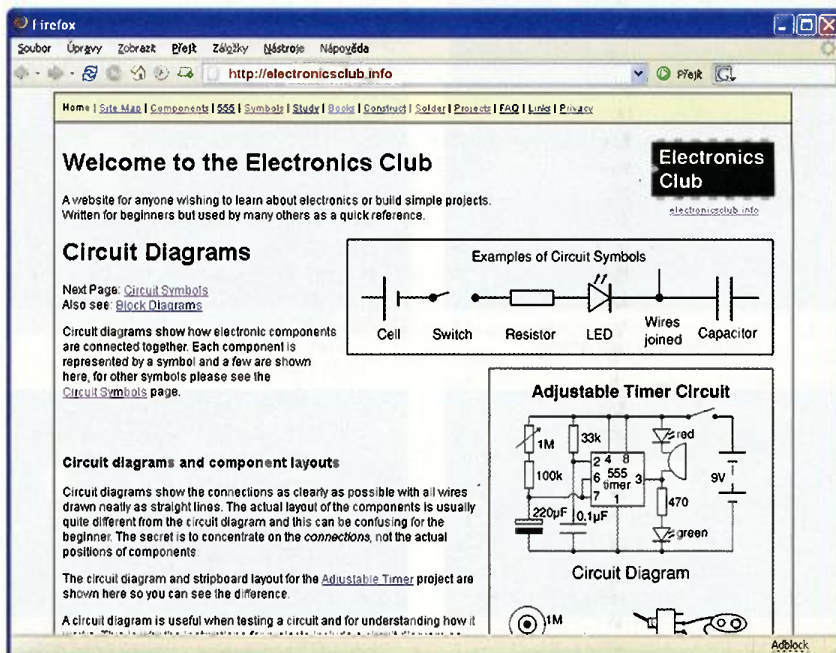 Firefox
Soubor Úpravy Zobrazit Přejít Záložky Nástroje Nápověda
http://electronicsclub.info Přejít
Home | Site Map | Components | 555 | Symbols | Study | Books | Construct | Solder | Projects | FAQ | Links | Privacy
Welcome to the Electronics Club
Electronics
Club
electronicsclub.info
A website for anyone wishing to learn about electronics or build simple projects.
Written for beginners but used by many others as a quick reference.
Circuit Diagrams
Next Page: Circuit Symbols
Also see: Block Diagrams
Circuit diagrams show how electronic components
are connected together. Each component is
represented by a symbol and a few are shown
here, for other symbols please see the
Circuit Symbols page.
Examples of Circuit Symbols
Cell Switch Resistor LED Wires joined Capacitor
Circuit diagrams and component layouts
Circuit diagrams show the connections as clearly as possible with all wires
drawn neatly as straight lines. The actual layout of the components is usually
quite different from the circuit diagram and this can be confusing for the
beginner. The secret is to concentrate on the connections, not the actual
positions of components.
The circuit diagram and stripboard layout for the Adjustable Timer project are
shown here so you can see the difference.
A circuit diagram is useful when testing a circuit and for understanding how it
Adjustable Timer Circuit
1M 33k red
100k 2 4 8
6 555 3 9V
timer
7 1 470
220µF 0.1µF
green
Circuit Diagram
1M
Adblock